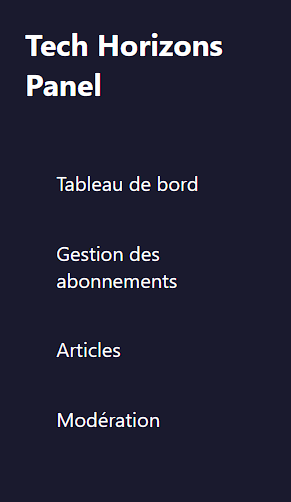 Tech Horizons
Panel
Tableau de bord
Gestion des
abonnements
Articles
Modération